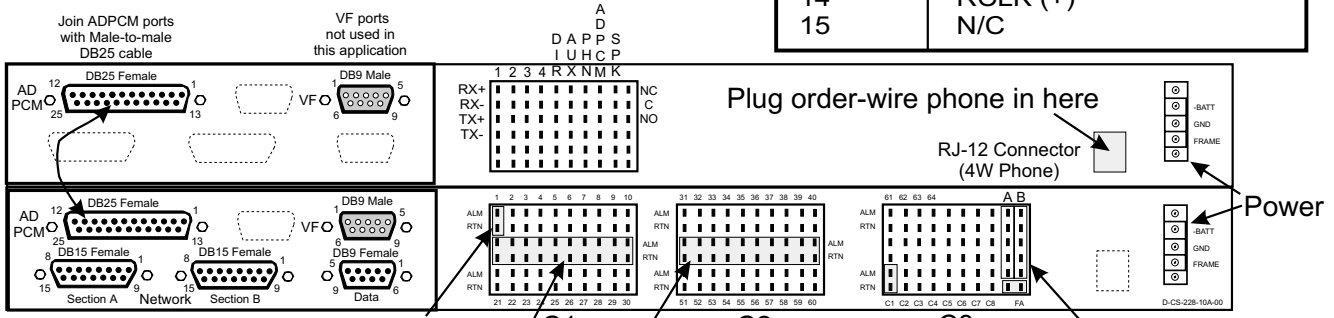 14 RCLK (+)
15 N/C
Join ADPCM ports
with Male-to-male
DB25 cable
VF ports
not used in
this application
1 2 3 4 DIR AUX PHN ADPCM SPK
AD
PCM
12 DB25 Female 1
25 13
VF
DB9 Male
1 5
6 9
RX+ NC
RX- C
TX+ NO
TX-
Plug order-wire phone in here
RJ-12 Connector
(4W Phone)
-BATT
GND
FRAME
Power
AD
PCM
12 DB25 Female 1
25 13
VF
DB9 Male
1 5
6 9
8 DB15 Female 1
15 9
Section A
Network
8 DB15 Female 1
15 9
Section B
DB9 Female
5 1
9 6
Data
1 2 3 4 5 6 7 8 9 10
ALM
RTN
ALM
RTN
ALM
RTN
21 22 23 24 25 26 27 28 29 30
31 32 33 34 35 36 37 38 39 40
ALM
RTN
ALM
RTN
ALM
RTN
51 52 53 54 55 56 57 58 59 60
61 62 63 64 A B
ALM
RTN
ALM
RTN
C1 C2 C3 C4 C5 C6 C7 C8 FA
-BATT
GND
FRAME
D-CS-228-10A-00